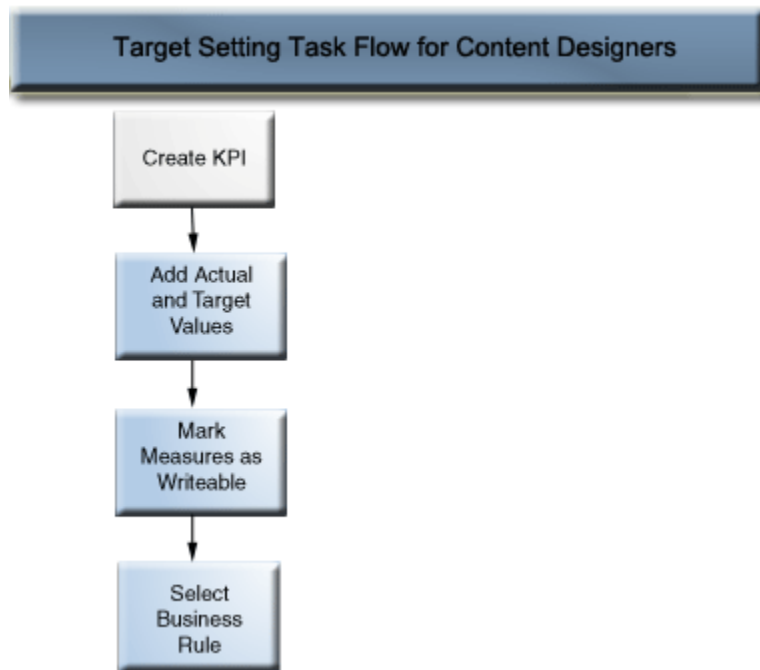 Target Setting Task Flow for Content Designers
Create KPI
Add Actual
and Target
Values
Mark
Measures as
Writeable
Select
Business
Rule